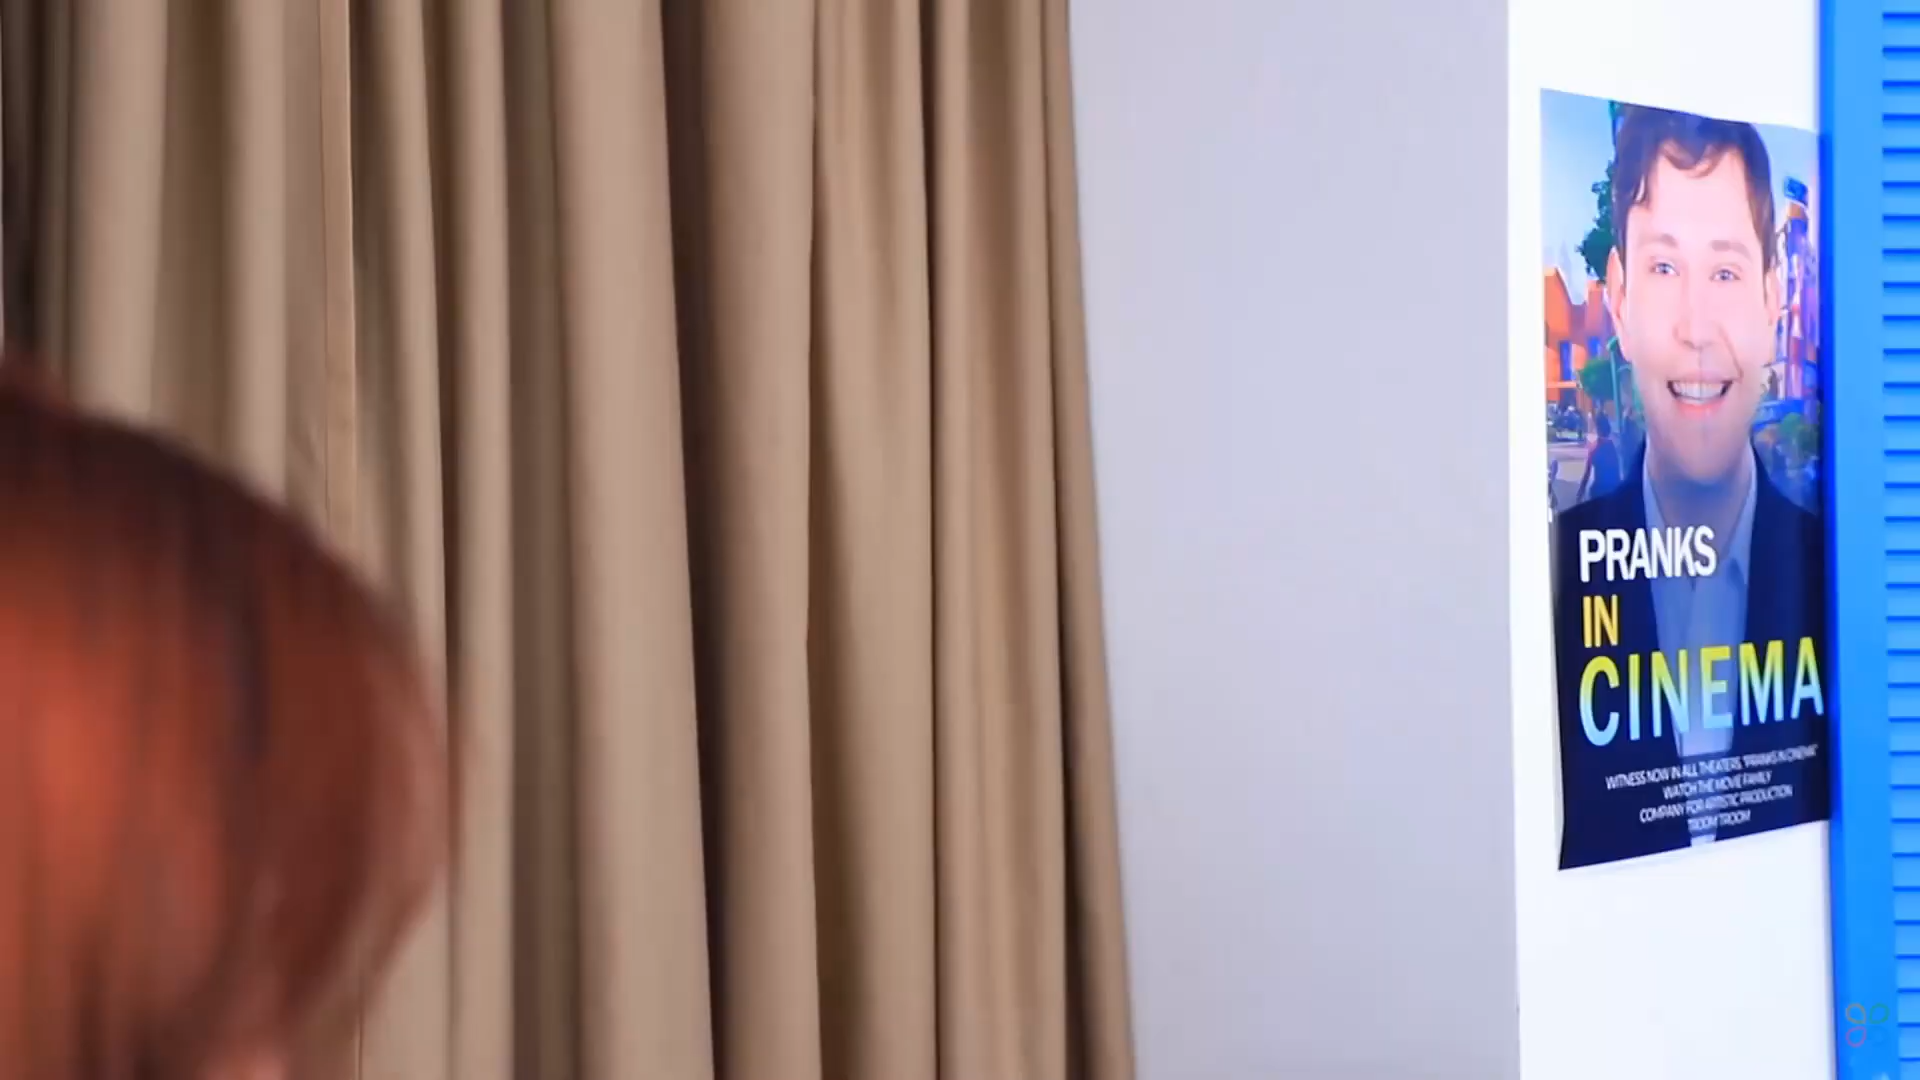 PRANKS
IN
CINEMA
WITNESS NOW IN ALL THEATERS, "PRANKS IN CINEMA"
WATCH THE MOVIE FAMILY
COMPANY FOR ARTISTIC PRODUCTION
TROOM TROOM